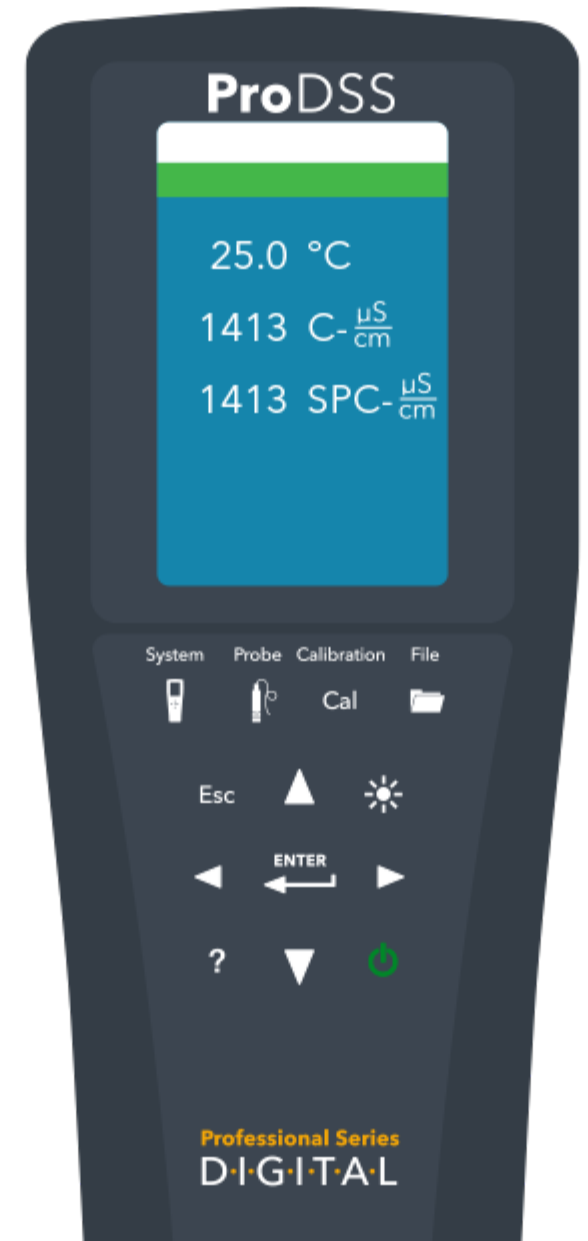 ProDSS
25.0 °C
1413 C-µS/cm
1413 SPC-µS/cm
System Probe Calibration File
Cal
Esc
ENTER
?
Professional Series
D·I·G·I·T·A·L